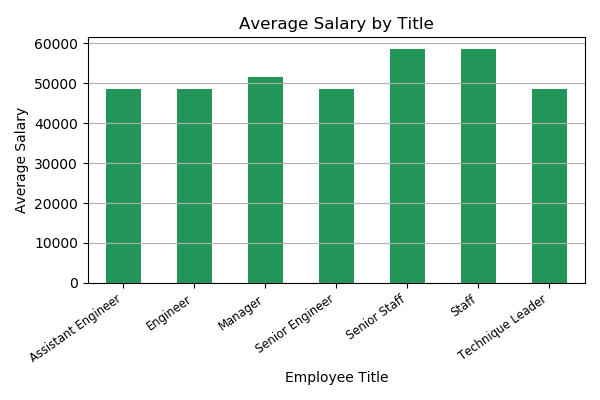 Average Salary by Title
60000
50000
40000
30000
20000
10000
0
Average Salary
Assistant Engineer
Engineer
Manager
Senior Engineer
Senior Staff
Staff
Technique Leader
Employee Title